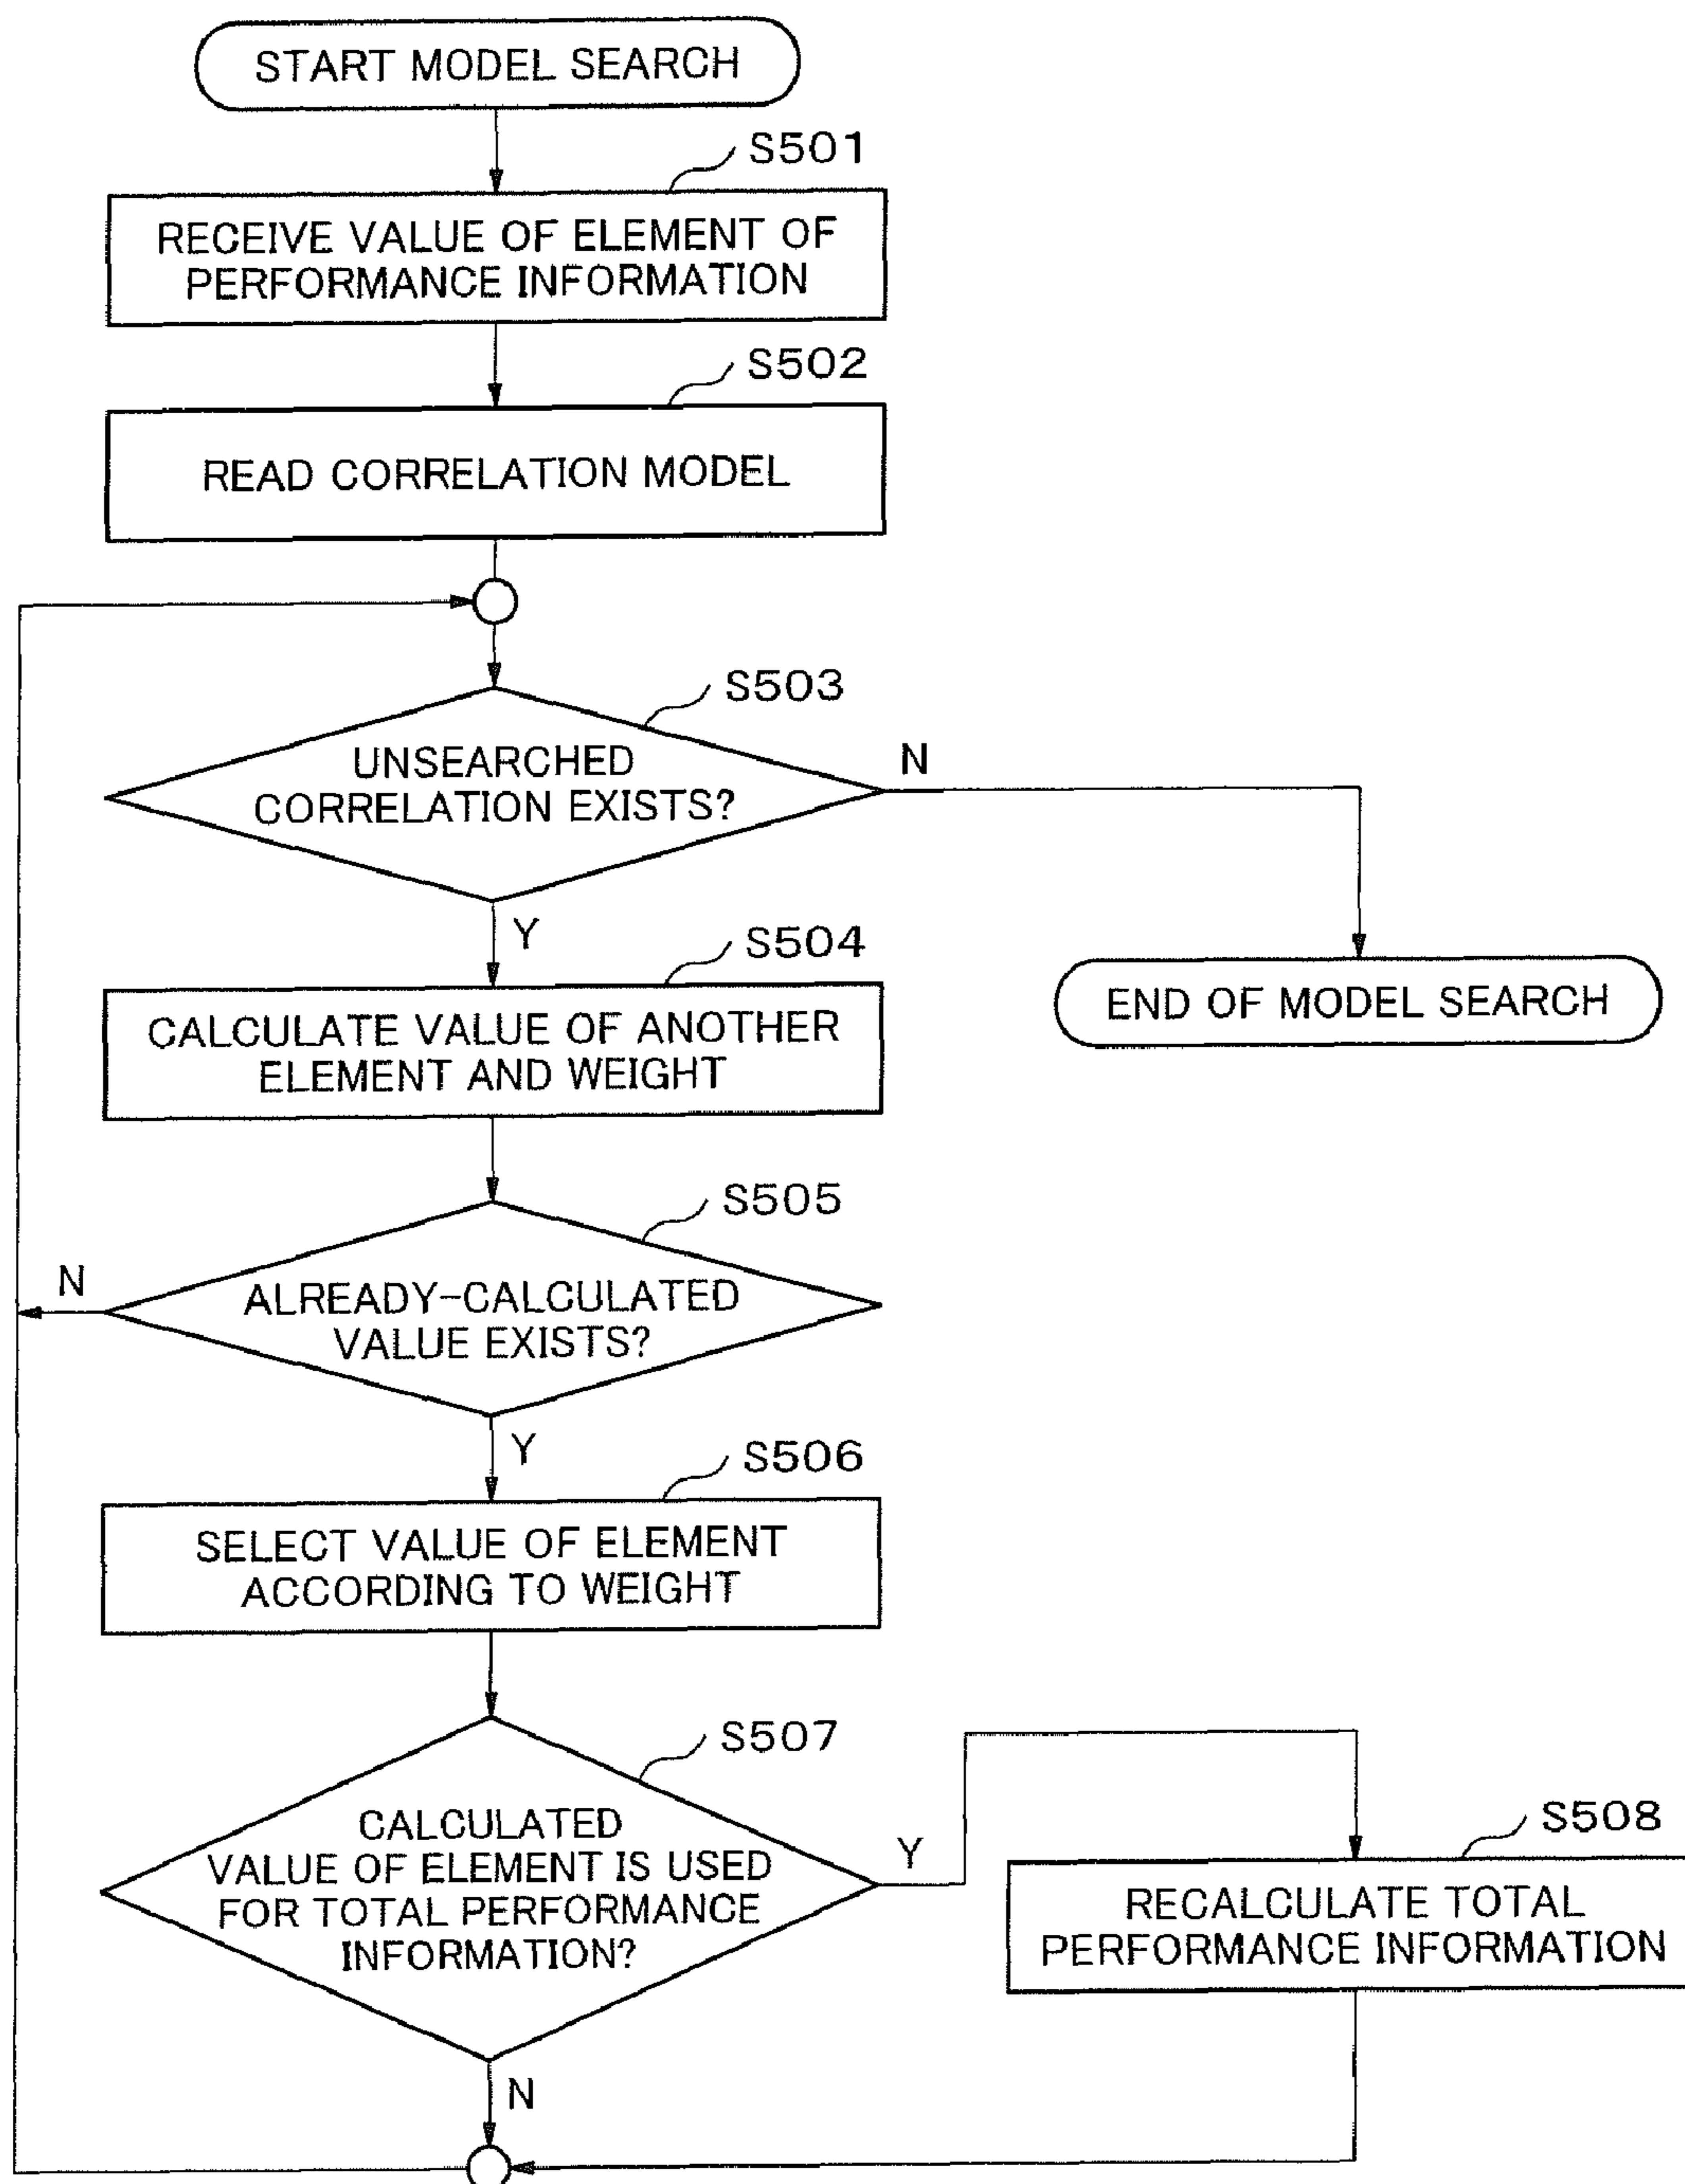 START MODEL SEARCH
S501
RECEIVE VALUE OF ELEMENT OF
PERFORMANCE INFORMATION
S502
READ CORRELATION MODEL
S503
UNSEARCHED
CORRELATION EXISTS?
N
Y
S504
CALCULATE VALUE OF ANOTHER
ELEMENT AND WEIGHT
END OF MODEL SEARCH
S505
ALREADY-CALCULATED
VALUE EXISTS?
N
Y
S506
SELECT VALUE OF ELEMENT
ACCORDING TO WEIGHT
S507
CALCULATED
VALUE OF ELEMENT IS USED
FOR TOTAL PERFORMANCE
INFORMATION?
Y
S508
RECALCULATE TOTAL
PERFORMANCE INFORMATION
N